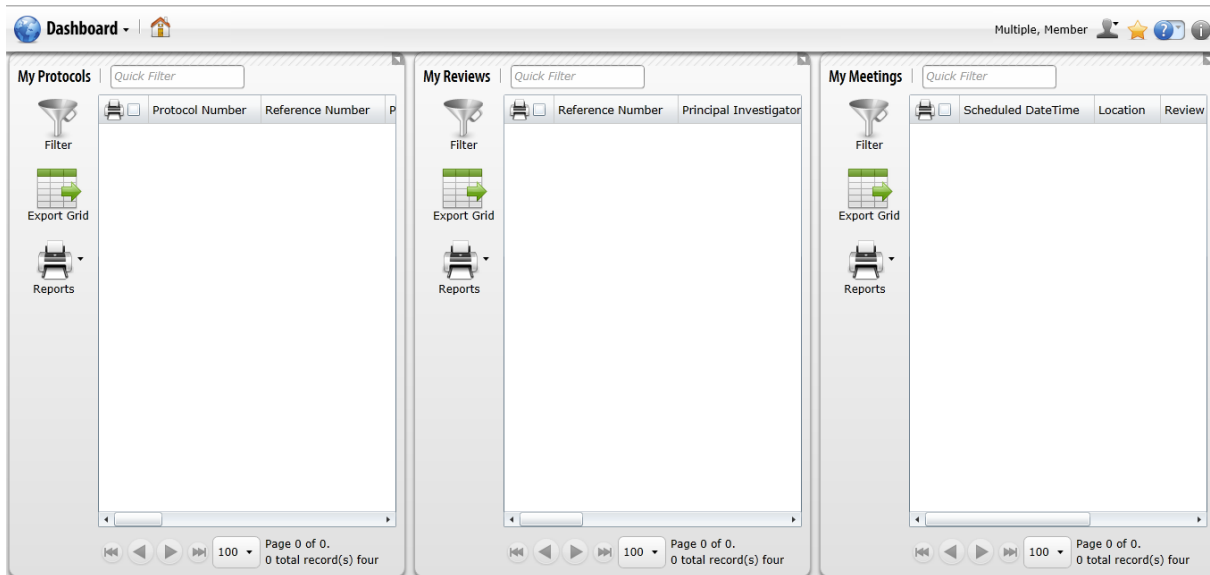 Dashboard
Multiple, Member
My Protocols
Quick Filter
Filter
Export Grid
Reports
Protocol Number Reference Number P
100
Page 0 of 0.
0 total record(s) four
My Reviews
Quick Filter
Filter
Export Grid
Reports
Reference Number Principal Investigator
100
Page 0 of 0.
0 total record(s) four
My Meetings
Quick Filter
Filter
Export Grid
Reports
Scheduled DateTime Location Review
100
Page 0 of 0.
0 total record(s) four